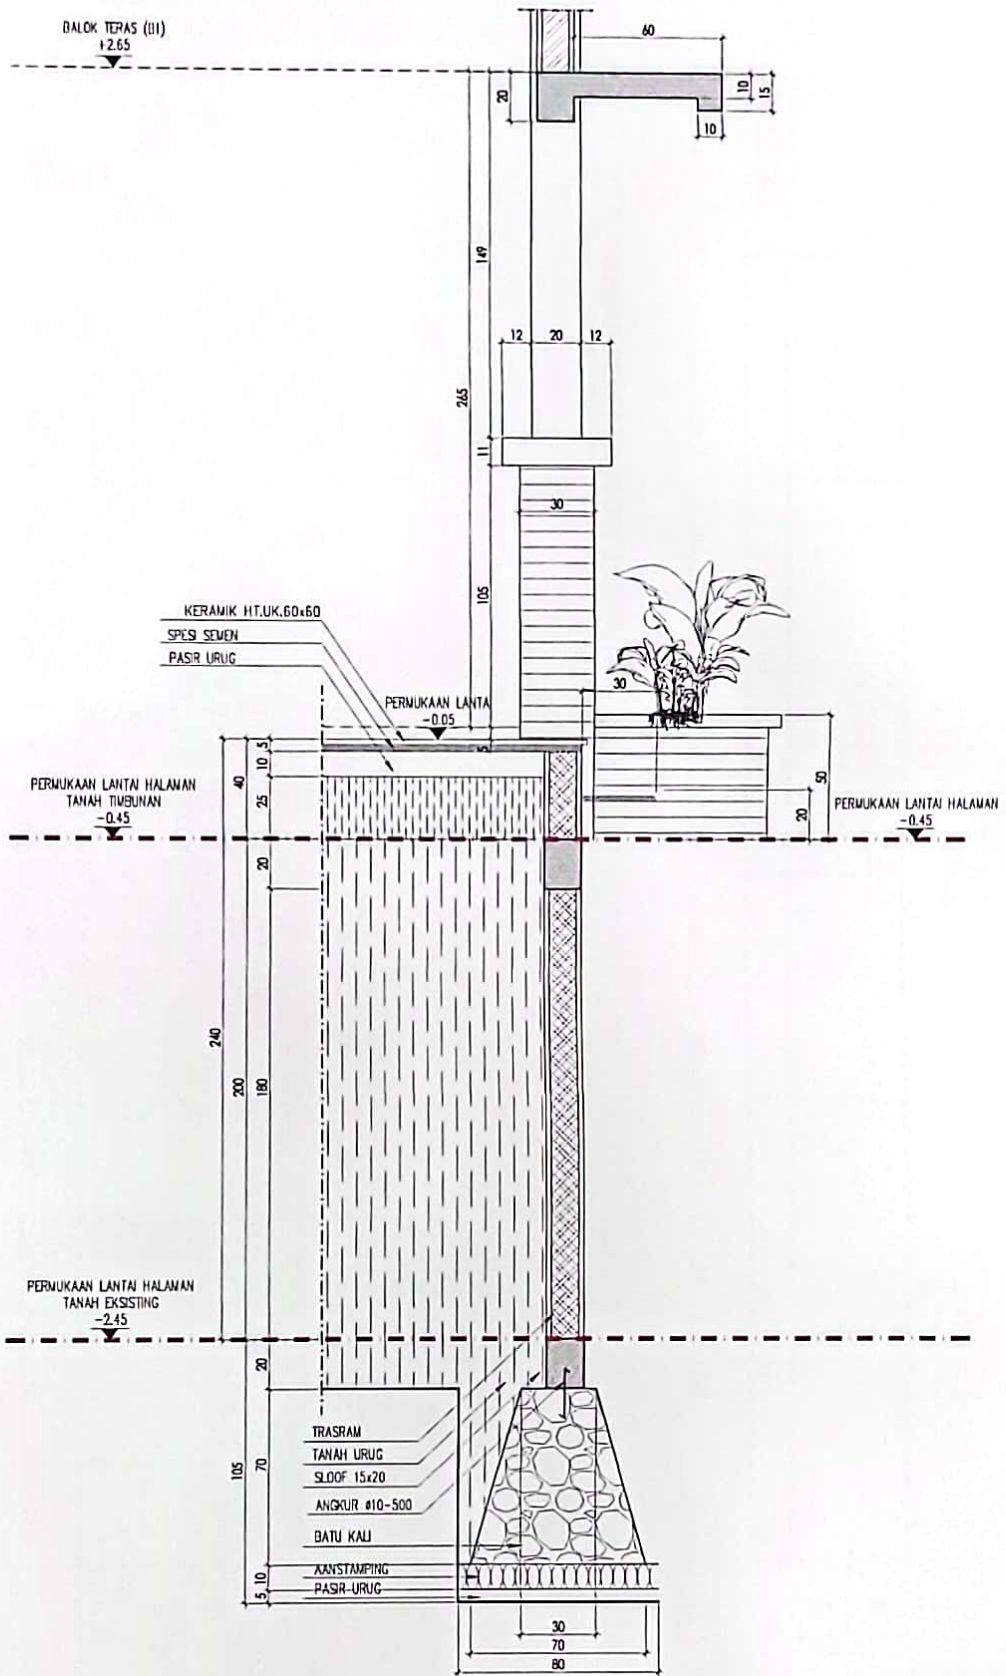 BALOK TERAS (B1)
+2.65
60
20
10
15
10
149
265
12 20 12
11
30
105
KERAMIK HT.UK.60x60
SPESI SEMEN
PASIR URUG
PERMUKAAN LANTA
-0.05
30
5
5
10
40
25
50
20
PERMUKAAN LANTAI HALAMAN
TANAH TIMBUNAN
-0.45
PERMUKAAN LANTAI HALAMAN
-0.45
20
240
200
180
PERMUKAAN LANTAI HALAMAN
TANAH EKSISTING
-2.45
20
TRASRAM
TANAH URUG
SLOOF 15x20
ANGKUR ø10-500
BATU KALI
AANSTAMPING
PASIR-URUG
70
105
10
5
30
70
80